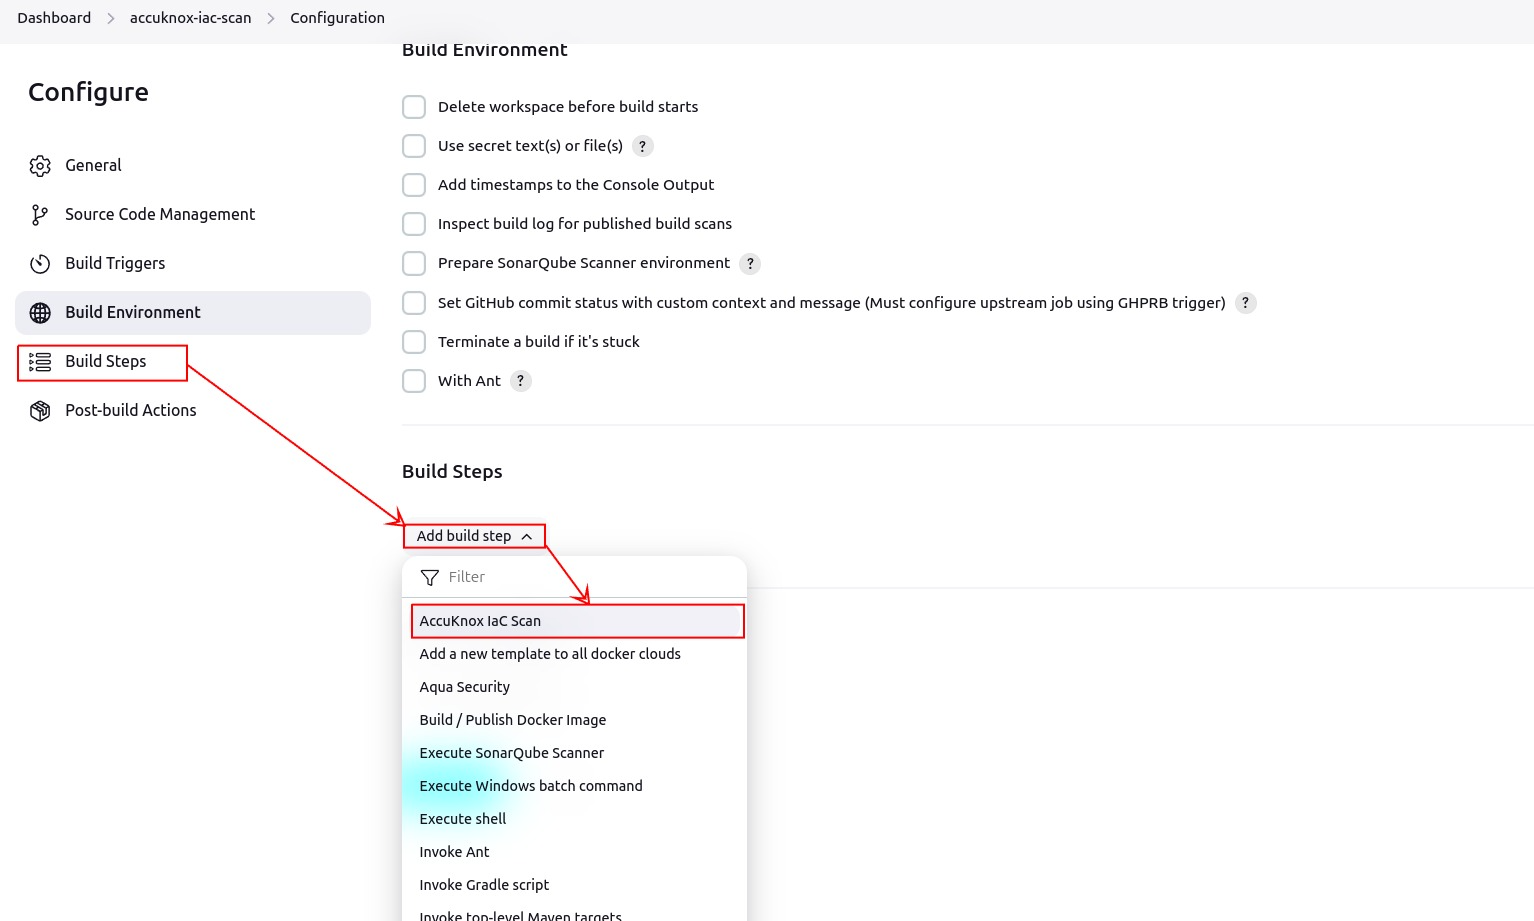 Dashboard > accuknox-iac-scan > Configuration
Configure
General
Source Code Management
Build Triggers
Build Environment
Build Steps
Post-build Actions
Build Environment
Delete workspace before build starts
Use secret text(s) or file(s) ?
Add timestamps to the Console Output
Inspect build log for published build scans
Prepare SonarQube Scanner environment ?
Set GitHub commit status with custom context and message (Must configure upstream job using GHPRB trigger) ?
Terminate a build if it's stuck
With Ant ?
Build Steps
Add build step
Filter
AccuKnox IaC Scan
Add a new template to all docker clouds
Aqua Security
Build / Publish Docker Image
Execute SonarQube Scanner
Execute Windows batch command
Execute shell
Invoke Ant
Invoke Gradle script
Invoke top-level Maven targets